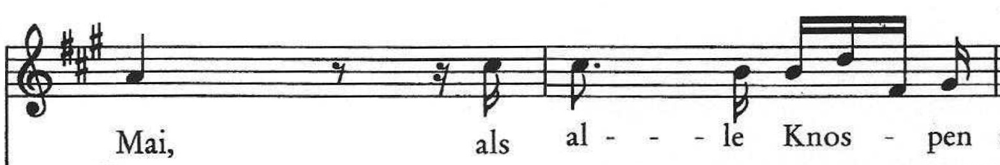 Mai, als al - - - le Knos - pen